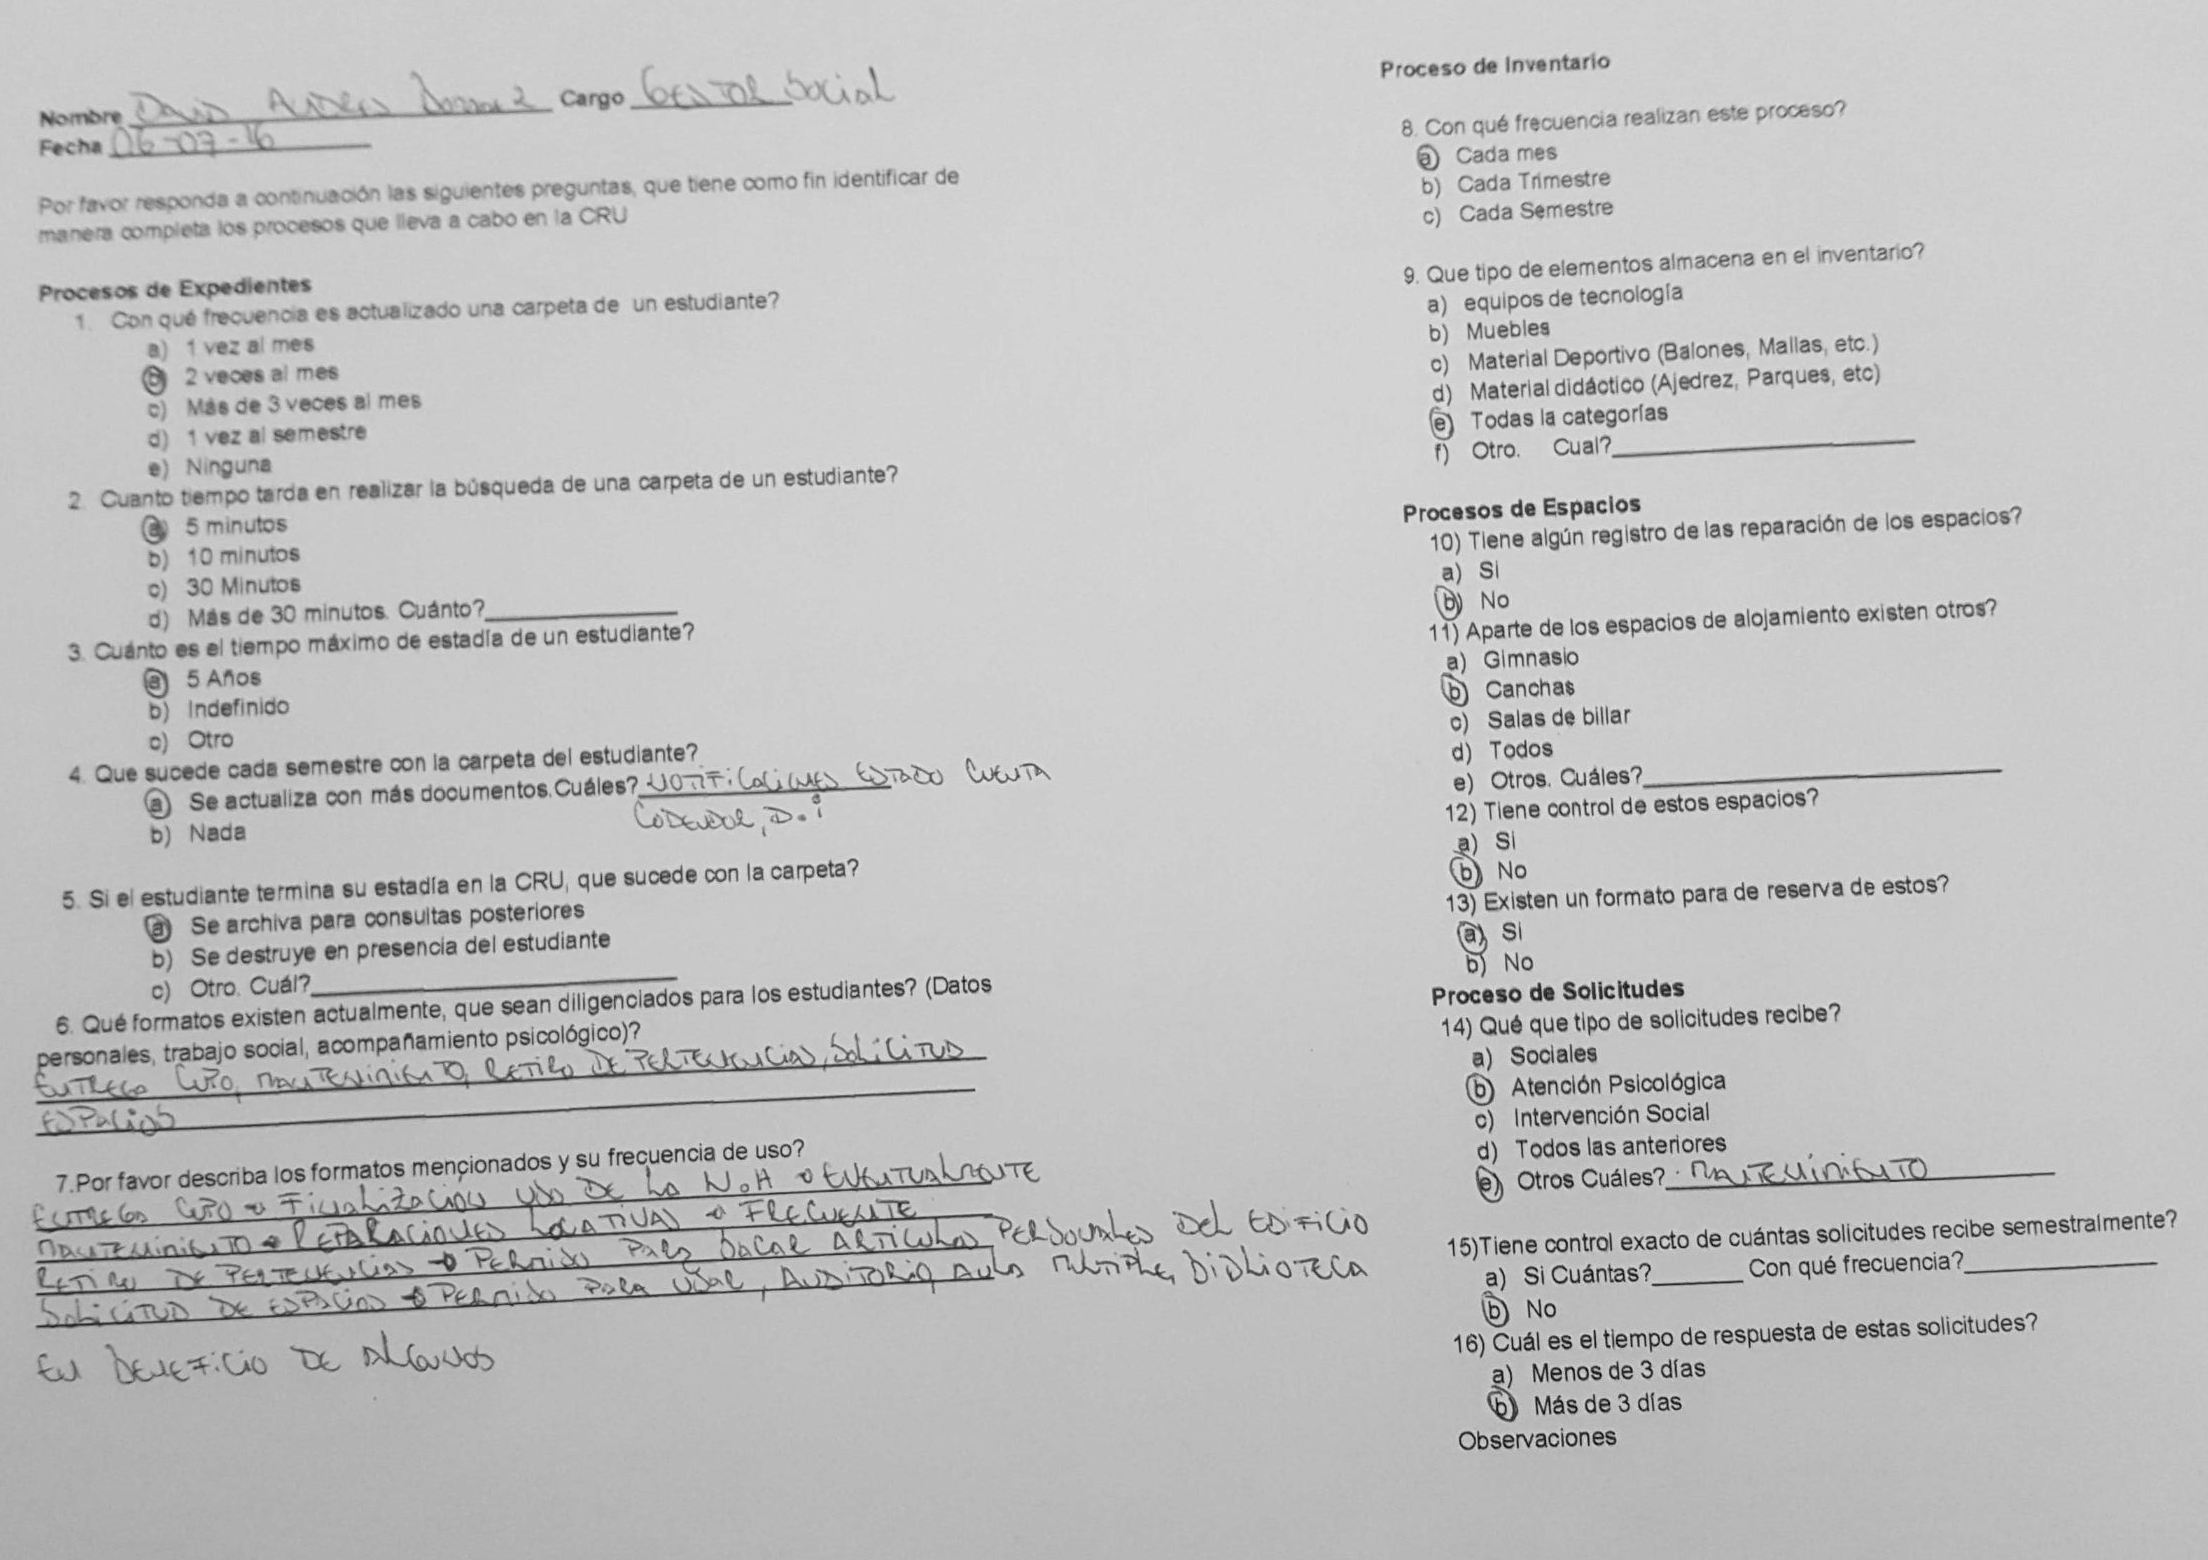 Nombre David Andres Cargo Gestor Social
Fecha 06-07-16
Por favor responda a continuación las siguientes preguntas, que tiene como fin identificar de
manera completa los procesos que lleva a cabo en la CRU
Procesos de Expedientes
1. Con qué frecuencia es actualizado una carpeta de un estudiante?
a) 1 vez al mes
b) 2 veces al mes
c) Más de 3 veces al mes
d) 1 vez al semestre
e) Ninguna
2. Cuanto tiempo tarda en realizar la búsqueda de una carpeta de un estudiante?
a) 5 minutos
b) 10 minutos
c) 30 Minutos
d) Más de 30 minutos. Cuánto?
3. Cuánto es el tiempo máximo de estadía de un estudiante?
a) 5 Años
b) Indefinido
c) Otro
4. Que sucede cada semestre con la carpeta del estudiante?
a) Se actualiza con más documentos.Cuáles? NOTIFICACIONES ESTADO CUENTA
CODEUDOR, D.i
b) Nada
5. Si el estudiante termina su estadía en la CRU, que sucede con la carpeta?
a) Se archiva para consultas posteriores
b) Se destruye en presencia del estudiante
c) Otro. Cuál?
6. Qué formatos existen actualmente, que sean diligenciados para los estudiantes? (Datos
personales, trabajo social, acompañamiento psicológico)?
ENTREGA CUPO, MANTENIMIENTO, RETIRO DE PERTENENCIAS, SOLICITUD
ESPACIOS
7.Por favor describa los formatos mencionados y su frecuencia de uso?
ENTREGA CUPO → FINALIZACION USO DE LA N.H → EVENTUALMENTE
MANTENIMIENTO → REPARACIONES LOCATIVAS → FRECUENTE
RETIRO DE PERTENENCIAS → PERMISO PARA SACAR ARTICULOS PERSONALES DEL EDIFICIO
SOLICITUD DE ESPACIOS → PERMISO PARA USAR, AUDITORIO, AULA MULTIPLE, BIBLIOTECA
EN BENEFICIO DE ALGUNOS
Proceso de Inventario
8. Con qué frecuencia realizan este proceso?
a) Cada mes
b) Cada Trimestre
c) Cada Semestre
9. Que tipo de elementos almacena en el inventario?
a) equipos de tecnología
b) Muebles
c) Material Deportivo (Balones, Mallas, etc.)
d) Material didáctico (Ajedrez, Parques, etc)
e) Todas la categorías
f) Otro. Cual?
Procesos de Espacios
10) Tiene algún registro de las reparación de los espacios?
a) Si
b) No
11) Aparte de los espacios de alojamiento existen otros?
a) Gimnasio
b) Canchas
c) Salas de billar
d) Todos
e) Otros. Cuáles?
12) Tiene control de estos espacios?
a) Si
b) No
13) Existen un formato para de reserva de estos?
a) Si
b) No
Proceso de Solicitudes
14) Qué que tipo de solicitudes recibe?
a) Sociales
b) Atención Psicológica
c) Intervención Social
d) Todos las anteriores
e) Otros Cuáles? MANTENIMIENTO
15)Tiene control exacto de cuántas solicitudes recibe semestralmente?
a) Si Cuántas? Con qué frecuencia?
b) No
16) Cuál es el tiempo de respuesta de estas solicitudes?
a) Menos de 3 días
b) Más de 3 días
Observaciones